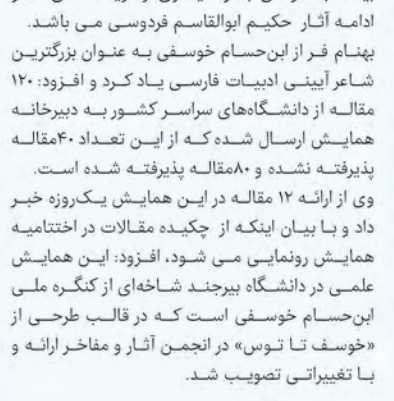 ادامه آثار حکیم ابوالقاسم فردوسی می باشد.
بهنام فر از ابن‌حسام خوسفی به عنوان بزرگترین
شاعر آیینی ادبیات فارسی یاد کرد و افزود: ۱۲۰
مقاله از دانشگاه‌های سراسر کشور به دبیرخانه
همایش ارسال شده که از این تعداد ۴۰مقاله
پذیرفته نشده و ۸۰مقاله پذیرفته شده است.
وی از ارائه ۱۲ مقاله در این همایش یک‌روزه خبر
داد و با بیان اینکه از چکیده مقالات در اختتامیه
همایش رونمایی می شود، افزود: این همایش
علمی در دانشگاه بیرجند شاخه‌ای از کنگره ملی
ابن‌حسام خوسفی است که در قالب طرحی از
«خوسف تا توس» در انجمن آثار و مفاخر ارائه و
با تغییراتی تصویب شد.